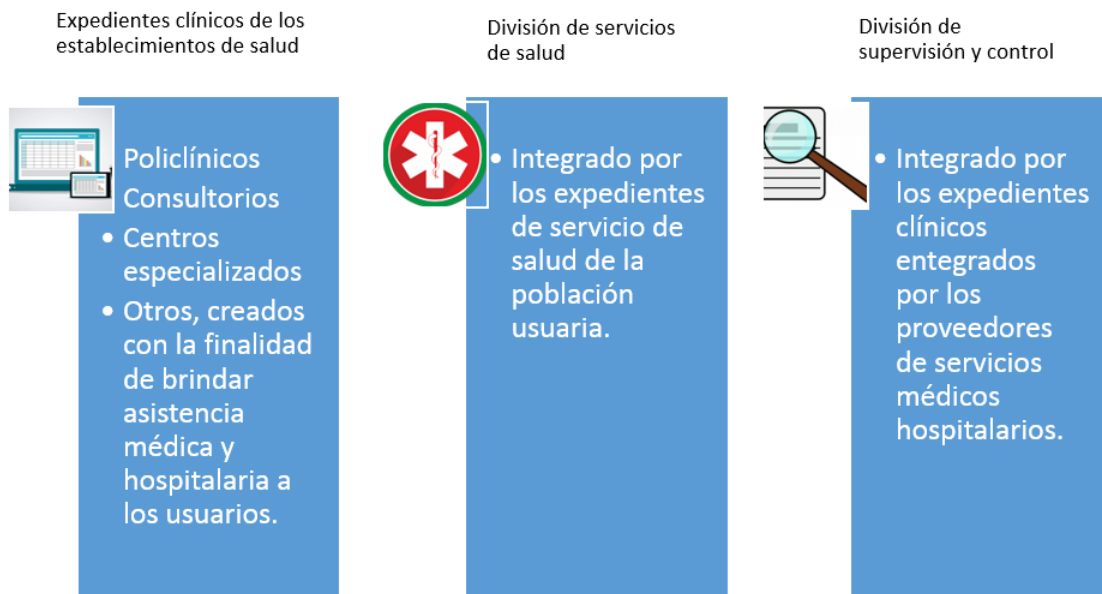 Expedientes clínicos de los
establecimientos de salud
Policlínicos
Consultorios
• Centros
especializados
• Otros, creados
con la finalidad
de brindar
asistencia
médica y
hospitalaria a
los usuarios.
División de servicios
de salud
• Integrado por
los expedientes
de servicio de
salud de la
población
usuaria.
División de
supervisión y control
• Integrado por
los expedientes
clínicos
entegrados
por los
proveedores
de servicios
médicos
hospitalarios.